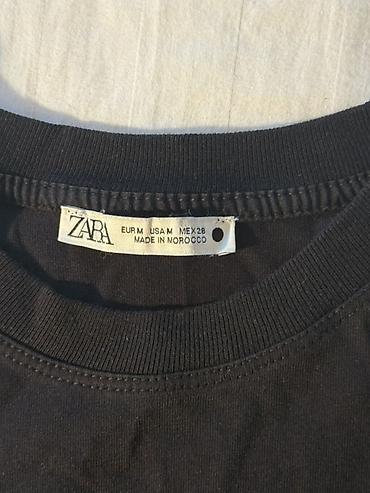 ZARA
EUR M USA M MEX 28
MADE IN MOROCCO